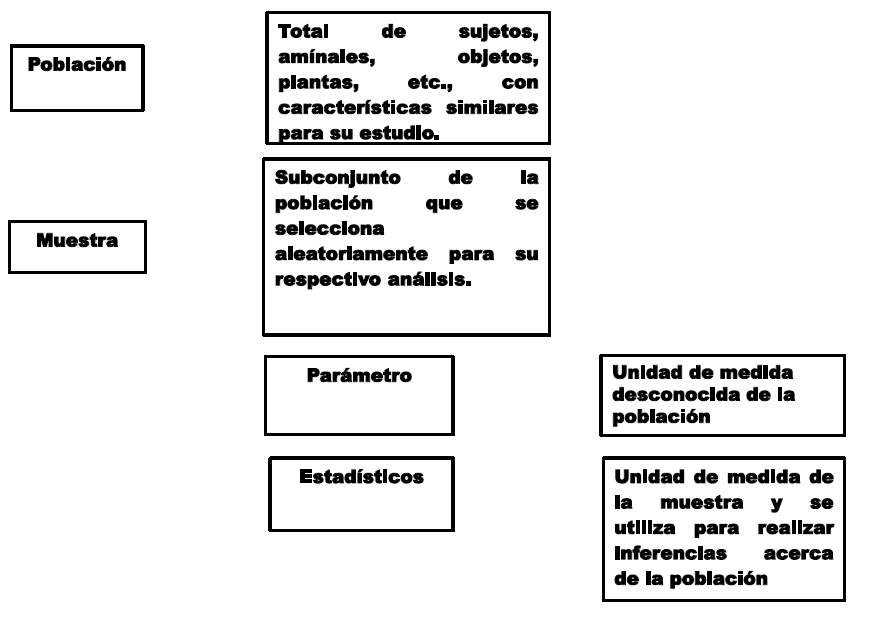 Población
Total de sujetos,
amínales, objetos,
plantas, etc., con
características similares
para su estudio.
Muestra
Subconjunto de la
población que se
selecciona
aleatoriamente para su
respectivo análisis.
Parámetro
Unidad de medida
desconocida de la
población
Estadísticos
Unidad de medida de
la muestra y se
utiliza para realizar
inferencias acerca
de la población